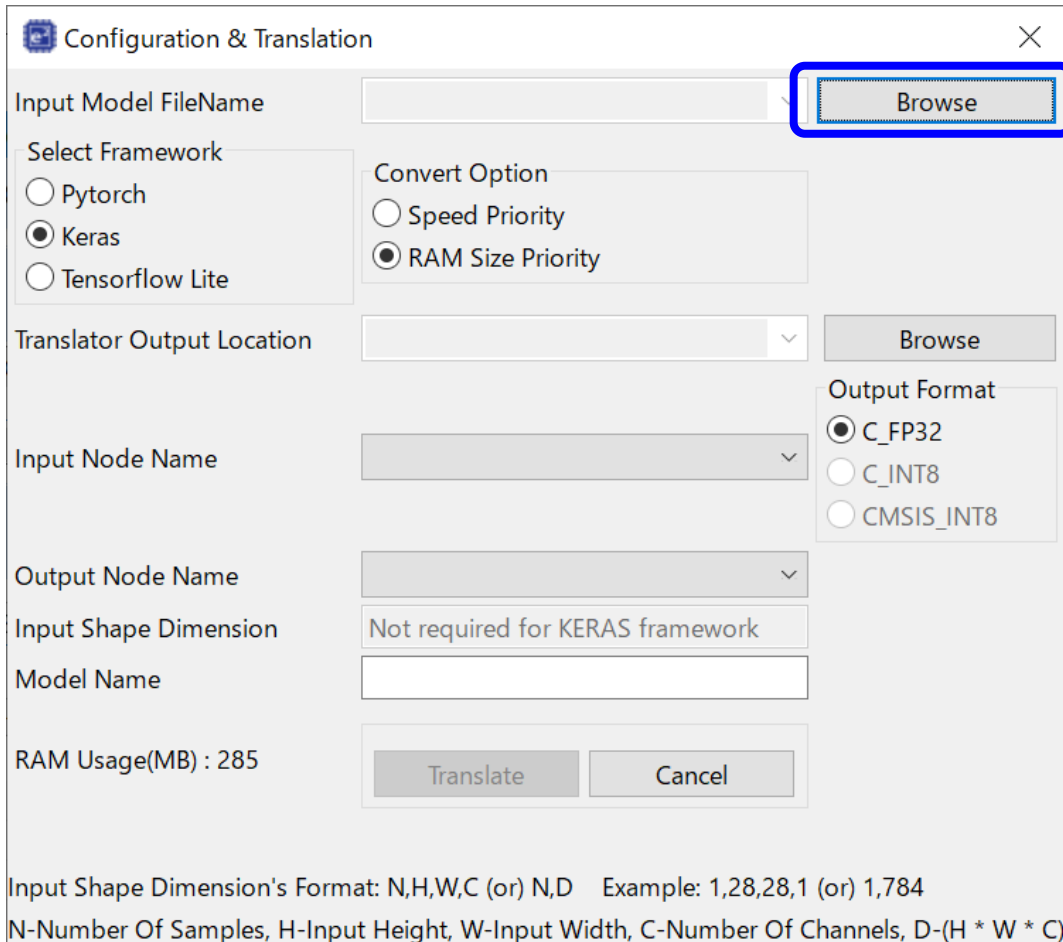 Configuration & Translation
Input Model FileName
Browse
Select Framework
Pytorch
Keras
Tensorflow Lite
Convert Option
Speed Priority
RAM Size Priority
Translator Output Location
Browse
Output Format
C_FP32
C_INT8
CMSIS_INT8
Input Node Name
Output Node Name
Input Shape Dimension
Not required for KERAS framework
Model Name
RAM Usage(MB) : 285
Translate
Cancel
Input Shape Dimension's Format: N,H,W,C (or) N,D Example: 1,28,28,1 (or) 1,784
N-Number Of Samples, H-Input Height, W-Input Width, C-Number Of Channels, D-(H * W * C)